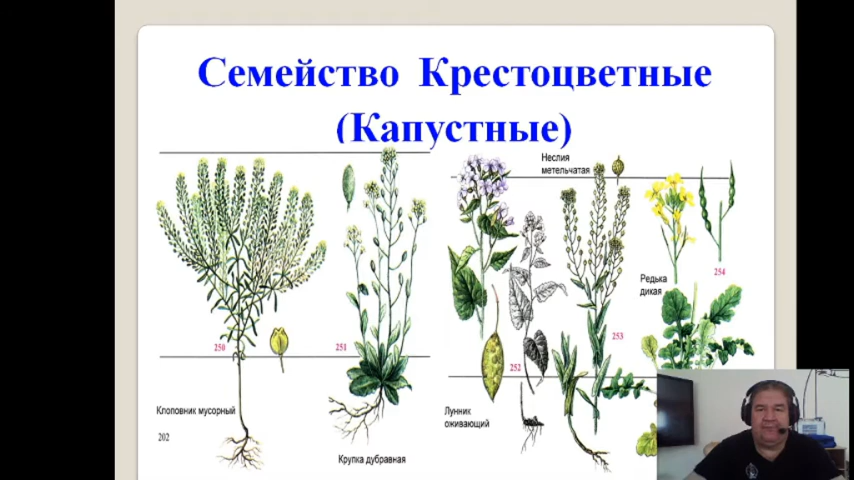 Семейство Крестоцветные
(Капустные)
Неслия
метельчатая
254
Редька
дикая
250
251
253
252
Клоповник мусорный
Лунник
оживающий
202
Крупка дубравная